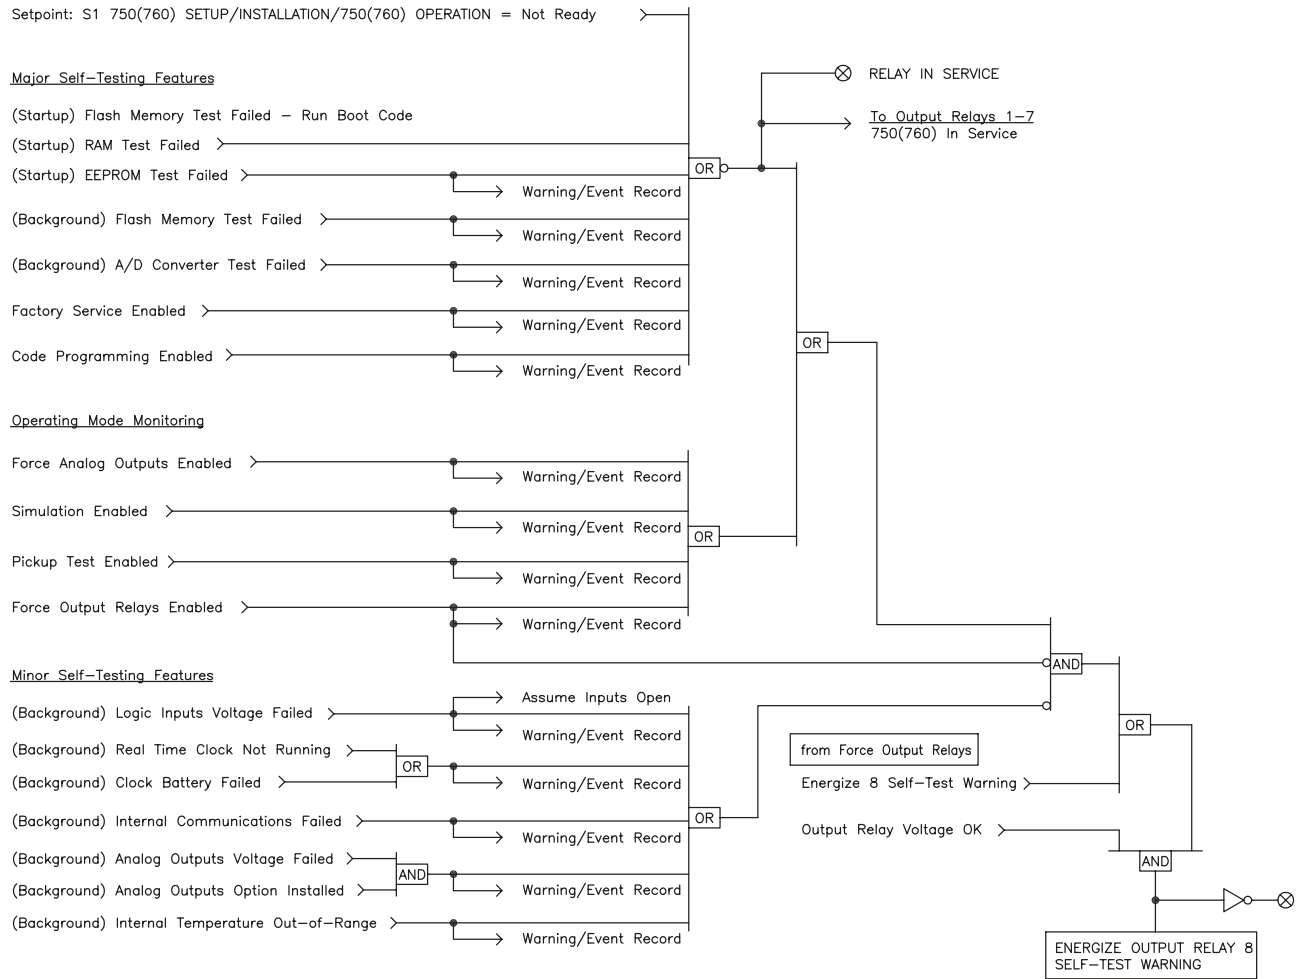 Setpoint: S1 750(760) SETUP/INSTALLATION/750(760) OPERATION = Not Ready
Major Self-Testing Features
RELAY IN SERVICE
(Startup) Flash Memory Test Failed - Run Boot Code
To Output Relays 1-7
750(760) In Service
(Startup) RAM Test Failed
OR
(Startup) EEPROM Test Failed
Warning/Event Record
(Background) Flash Memory Test Failed
Warning/Event Record
(Background) A/D Converter Test Failed
Warning/Event Record
Factory Service Enabled
Warning/Event Record
OR
Code Programming Enabled
Warning/Event Record
Operating Mode Monitoring
Force Analog Outputs Enabled
Warning/Event Record
Simulation Enabled
Warning/Event Record
OR
Pickup Test Enabled
Warning/Event Record
Force Output Relays Enabled
Warning/Event Record
AND
Minor Self-Testing Features
Assume Inputs Open
(Background) Logic Inputs Voltage Failed
Warning/Event Record
OR
(Background) Real Time Clock Not Running
from Force Output Relays
OR
(Background) Clock Battery Failed
Warning/Event Record
Energize 8 Self-Test Warning
(Background) Internal Communications Failed
OR
Warning/Event Record
Output Relay Voltage OK
(Background) Analog Outputs Voltage Failed
AND
AND
(Background) Analog Outputs Option Installed
Warning/Event Record
(Background) Internal Temperature Out-of-Range
Warning/Event Record
ENERGIZE OUTPUT RELAY 8
SELF-TEST WARNING